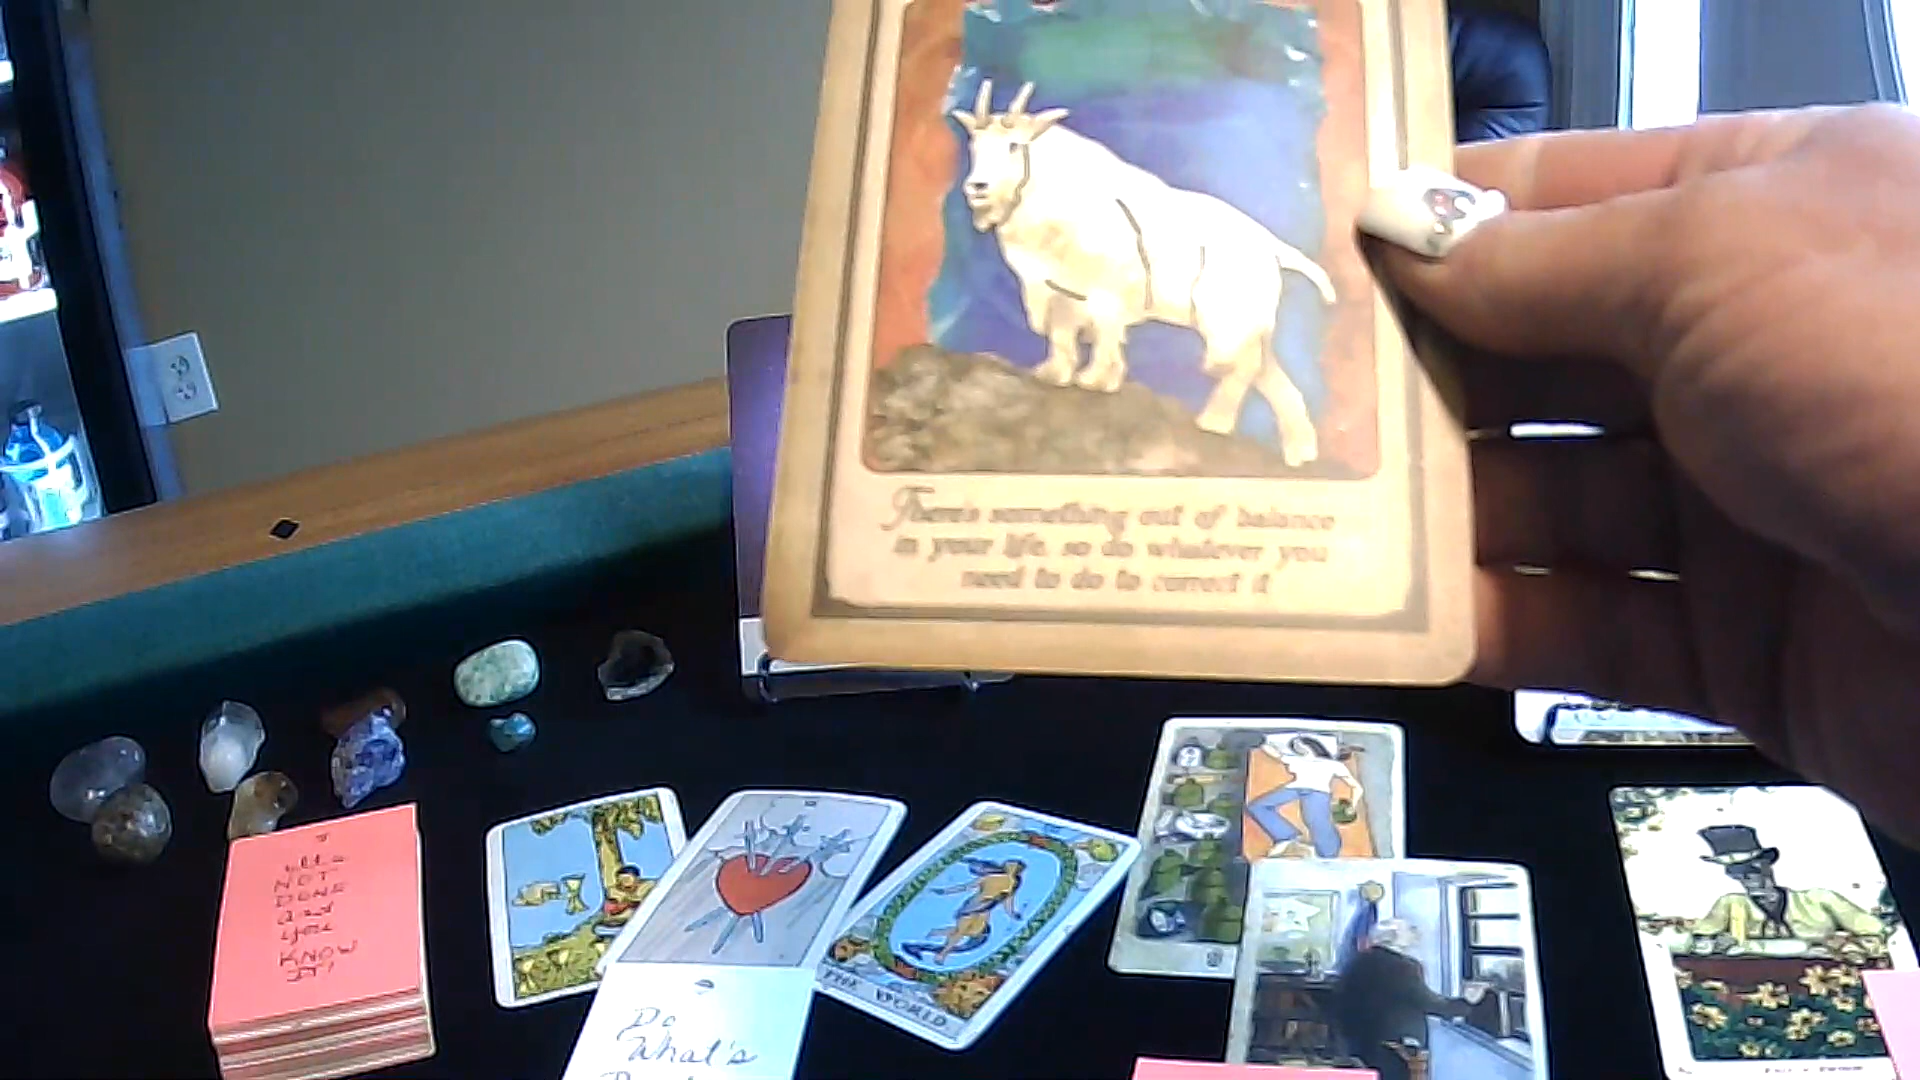 There's something out of balance
in your life, so do whatever you
need to do to correct it
NOT
DONE
and
you
KNOW
IT!
THE WORLD
Do
What's